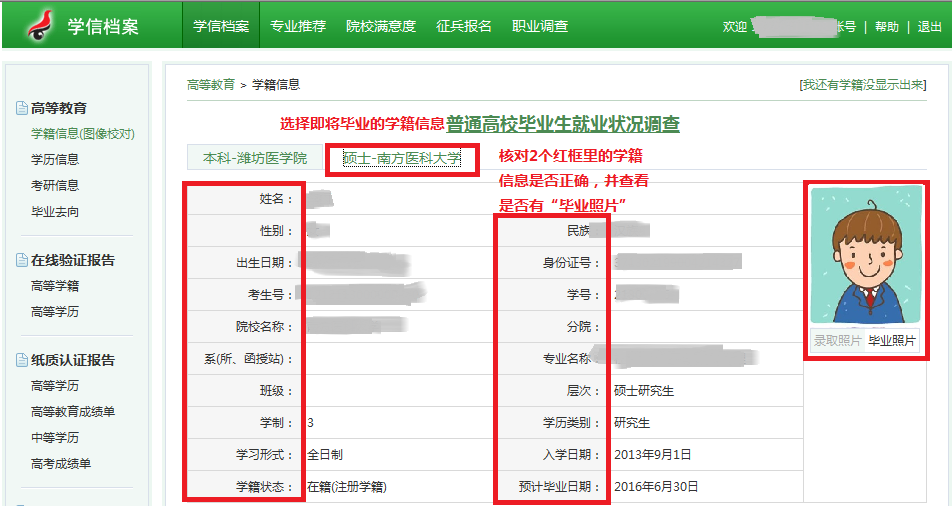 学信档案
学信档案 专业推荐 院校满意度 征兵报名 职业调查
欢迎 账号 | 帮助 | 退出
高等教育
学籍信息(图像校对)
学历信息
考研信息
毕业去向
在线验证报告
高等学籍
高等学历
纸质认证报告
高等学历
高等教育成绩单
中等学历
高考成绩单
高等教育 > 学籍信息
[我还有学籍没显示出来]
选择即将毕业的学籍信息普通高校毕业生就业状况调查
本科-潍坊医学院 硕士-南方医科大学
核对2个红框里的学籍
信息是否正确，并查看
是否有“毕业照片”
姓名：
民族
性别：
出生日期：
身份证号：
考生号：
学号：
院校名称：
分院：
系(所、函授站)：
专业名称
班级：
层次： 硕士研究生
学制： 3
学历类别： 研究生
学习形式： 全日制
入学日期： 2013年9月1日
学籍状态： 在籍(注册学籍)
预计毕业日期： 2016年6月30日
录取照片 毕业照片